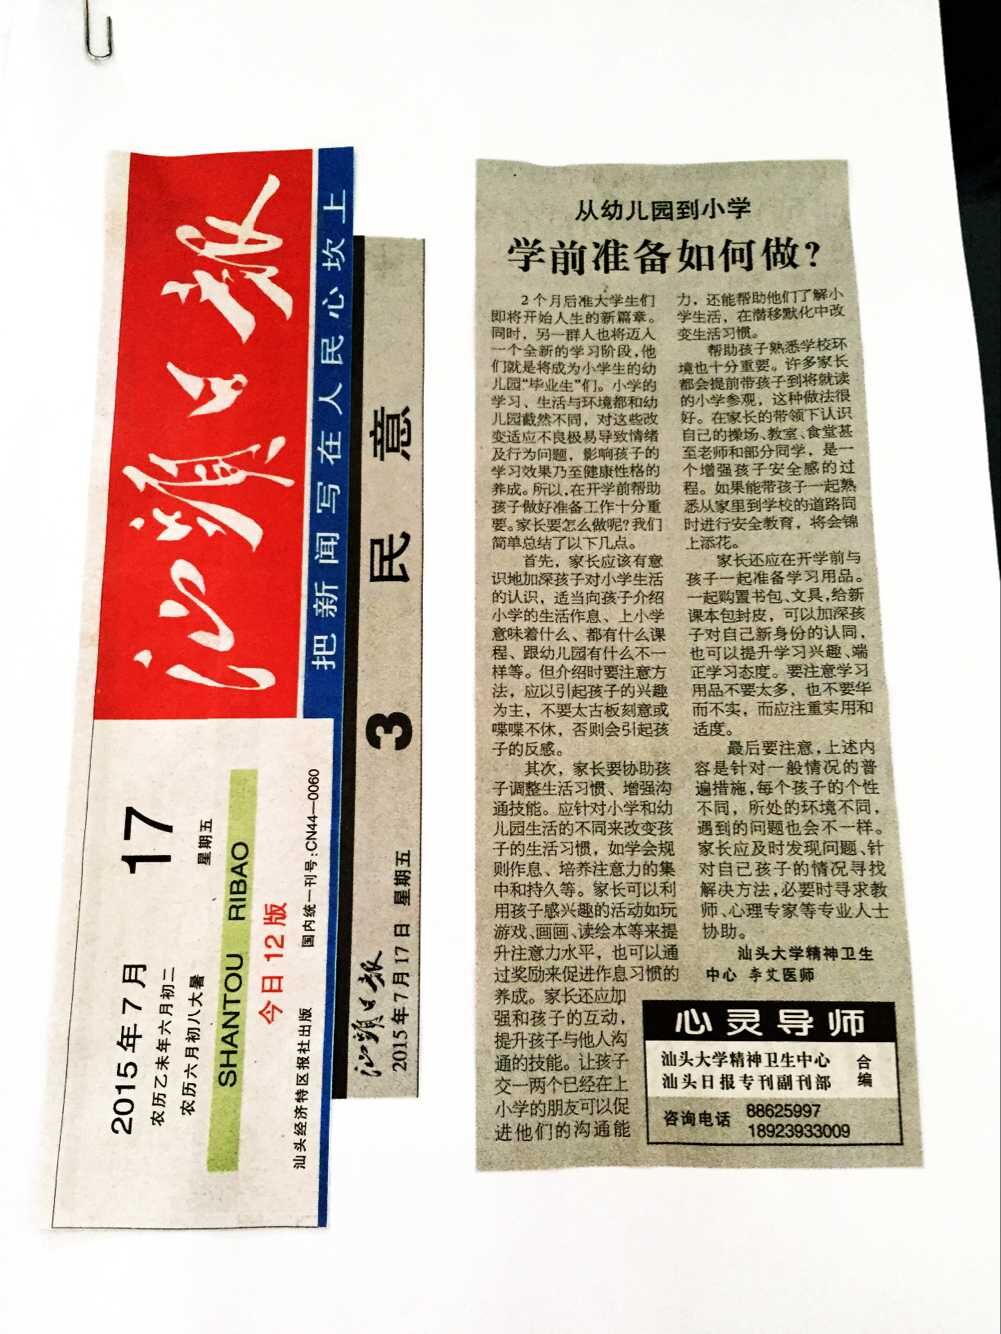 汕头日报
把新闻写在人民心坎上
2015年7月
17
农历乙未年六月初二
星期五
农历六月初八大暑
SHANTOU RIBAO
今日12版
汕头经济特区报社出版
国内统一刊号:CN44—0060
3 民意
汕头日报
2015年7月17日 星期五
从幼儿园到小学
学前准备如何做?
2个月后准大学生们
即将开始人生的新篇章。
同时，另一群人也将迈入
一个全新的学习阶段,他
们就是将成为小学生的幼
儿园“毕业生”们。小学的
学习、生活与环境都和幼
儿园截然不同，对这些改
变适应不良极易导致情绪
及行为问题，影响孩子的
学习效果乃至健康性格的
养成。所以,在开学前帮助
孩子做好准备工作十分重
要。家长要怎么做呢?我们
简单总结了以下几点。
首先，家长应该有意
识地加深孩子对小学生活
的认识，适当向孩子介绍
小学的生活作息、上小学
意味着什么、都有什么课
程、跟幼儿园有什么不一
样等。但介绍时要注意方
法，应以引起孩子的兴趣
为主，不要太古板刻意或
喋喋不休，否则会引起孩
子的反感。
其次，家长要协助孩
子调整生活习惯、增强沟
通技能。应针对小学和幼
儿园生活的不同来改变孩
子的生活习惯，如学会规
则作息、培养注意力的集
中和持久等。家长可以利
用孩子感兴趣的活动如玩
游戏、画画、读绘本等来提
升注意力水平，也可以通
过奖励来促进作息习惯的
养成。家长还应加
强和孩子的互动，
提升孩子与他人沟
通的技能。让孩子
交一两个已经在上
小学的朋友可以促
进他们的沟通能
力，还能帮助他们了解小
学生活，在潜移默化中改
变生活习惯。
帮助孩子熟悉学校环
境也十分重要。许多家长
都会提前带孩子到将就读
的小学参观，这种做法很
好。在家长的带领下认识
自己的操场、教室、食堂甚
至老师和部分同学，是一
个增强孩子安全感的过
程。如果能带孩子一起熟
悉从家里到学校的道路同
时进行安全教育，将会锦
上添花。
家长还应在开学前与
孩子一起准备学习用品。
一起购置书包、文具,给新
课本包封皮，可以加深孩
子对自己新身份的认同，
也可以提升学习兴趣、端
正学习态度。要注意学习
用品不要太多，也不要华
而不实，而应注重实用和
适度。
最后要注意,上述内
容是针对一般情况的普
遍措施,每个孩子的个性
不同，所处的环境不同，
遇到的问题也会不一样。
家长应及时发现问题、针
对自己孩子的情况寻找
解决方法,必要时寻求教
师、心理专家等专业人士
协助。
汕头大学精神卫生
中心 李艾医师
心灵导师
汕头大学精神卫生中心
汕头日报专刊副刊部
合编
咨询电话 88625997
18923933009